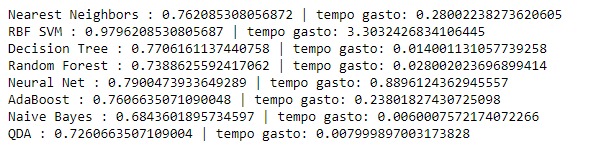 Nearest Neighbors : 0.762085308056872 | tempo gasto: 0.28002238273620605
RBF SVM : 0.9796208530805687 | tempo gasto: 3.3032426834106445
Decision Tree : 0.7706161137440758 | tempo gasto: 0.014001131057739258
Random Forest : 0.7388625592417062 | tempo gasto: 0.028002023696899414
Neural Net : 0.7900473933649289 | tempo gasto: 0.8896124362945557
AdaBoost : 0.7606635071090048 | tempo gasto: 0.23801827430725098
Naive Bayes : 0.6843601895734597 | tempo gasto: 0.0060007572174072266
QDA : 0.7260663507109004 | tempo gasto: 0.007999897003173828